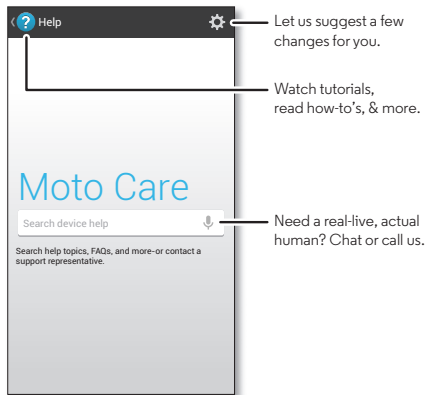 Help
Let us suggest a few
changes for you.
Watch tutorials,
read how-to's, & more.
Moto Care
Search device help
Need a real-live, actual
human? Chat or call us.
Search help topics, FAQs, and more-or contact a
support representative.